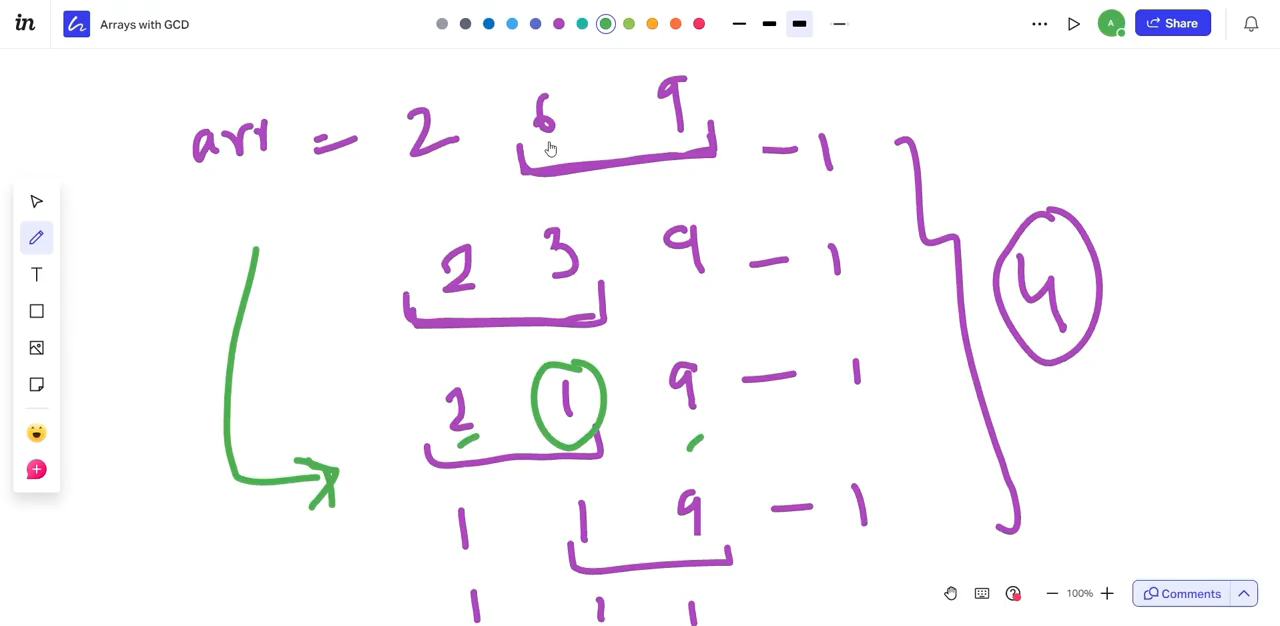 in Arrays with GCD Share
arr = 2 6 9 - 1
2 3 9 - 1
4
2 1 9 - 1
1 1 9 - 1
1 1 1
T
A
100%
Comments